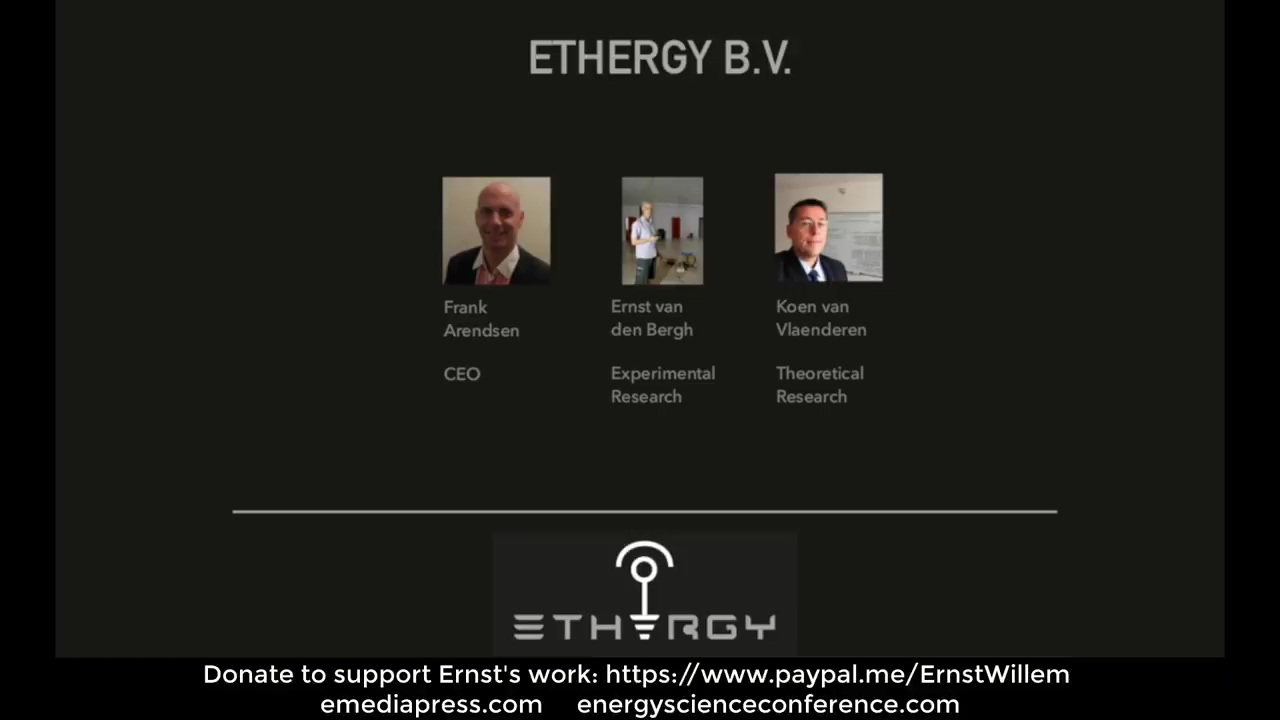 ETHERGY B.V.
Frank
Arendsen
CEO
Ernst van
den Bergh
Experimental
Research
Koen van
Vlaenderen
Theoretical
Research
ETHERGY
Donate to support Ernst's work: https://www.paypal.me/ErnstWillem
emediapress.com energyscienceconference.com